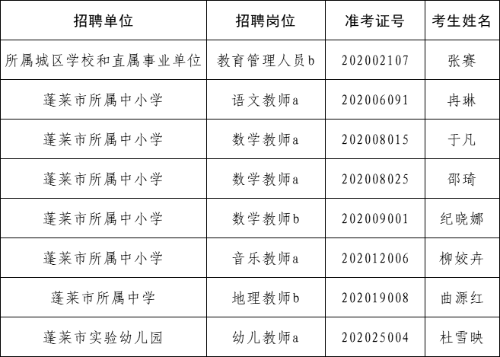 招聘单位 招聘岗位 准考证号 考生姓名
所属城区学校和直属事业单位 教育管理人员b 202002107 张赛
蓬莱市所属中小学 语文教师a 202006091 冉琳
蓬莱市所属中小学 数学教师a 202008015 于凡
蓬莱市所属中小学 数学教师a 202008025 邵琦
蓬莱市所属中小学 数学教师b 202009001 纪晓娜
蓬莱市所属中小学 音乐教师a 202012006 柳姣卉
蓬莱市所属中学 地理教师b 202019008 曲源红
蓬莱市实验幼儿园 幼儿教师a 202025004 杜雪映